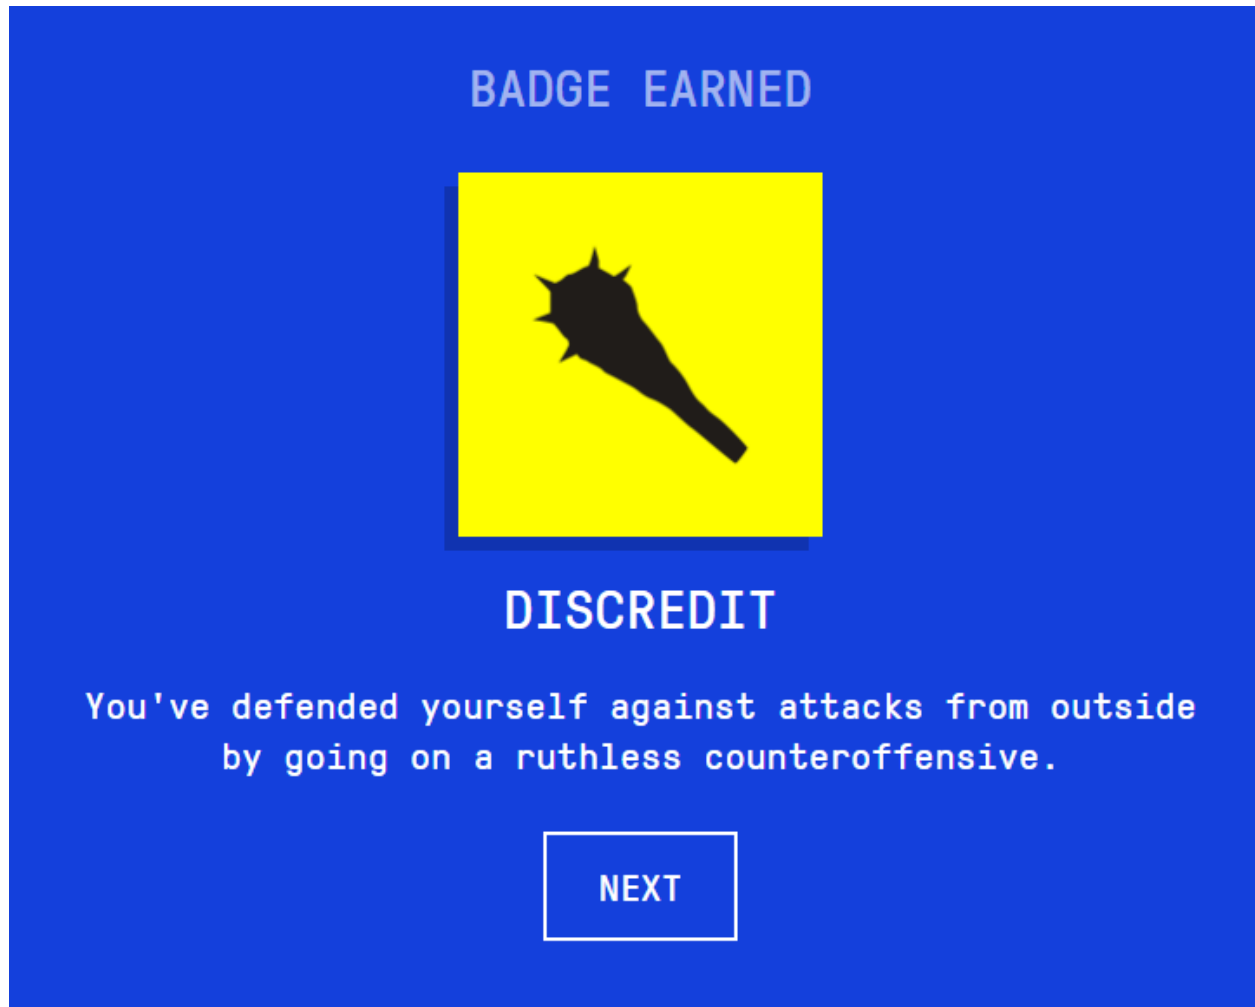 BADGE EARNED
DISCREDIT
You've defended yourself against attacks from outside
by going on a ruthless counteroffensive.
NEXT